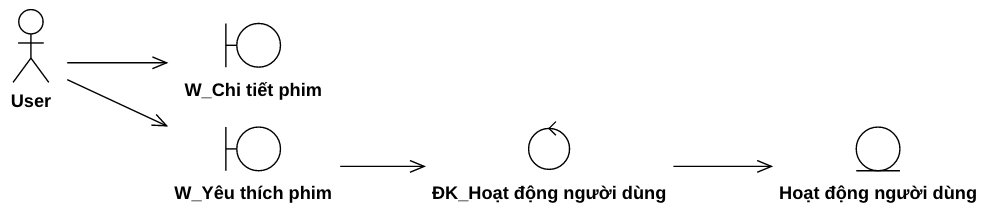 User
W_Chi tiết phim
W_Yêu thích phim
ĐK_Hoạt động người dùng
Hoạt động người dùng